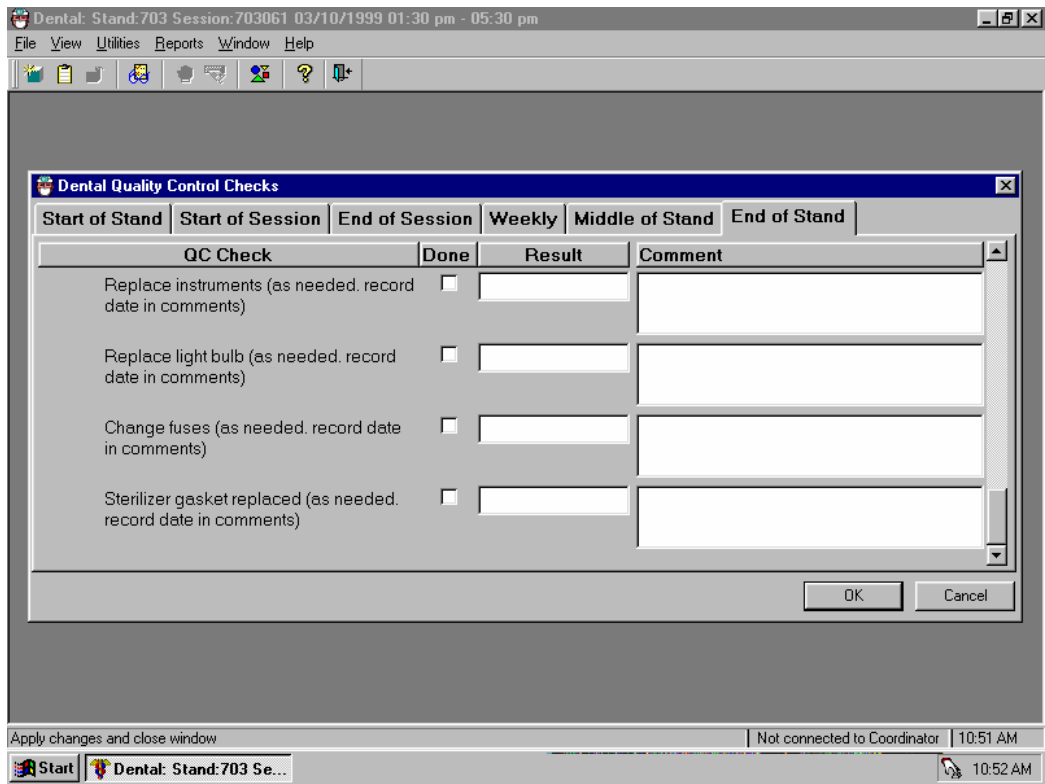 Dental: Stand:703 Session:703061 03/10/1999 01:30 pm - 05:30 pm
File View Utilities Reports Window Help
Dental Quality Control Checks
Start of Stand Start of Session End of Session Weekly Middle of Stand End of Stand
QC Check Done Result Comment
Replace instruments (as needed. record
date in comments)
Replace light bulb (as needed. record
date in comments)
Change fuses (as needed. record date
in comments)
Sterilizer gasket replaced (as needed.
record date in comments)
OK Cancel
Apply changes and close window Not connected to Coordinator 10:51 AM
Start Dental: Stand:703 Se... 10:52 AM